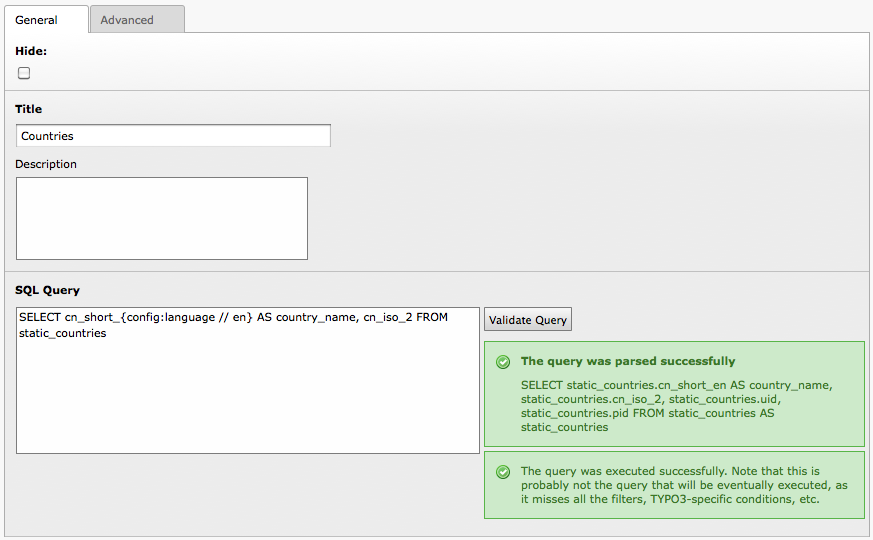 General
Advanced
Hide:
Title
Countries
Description
SQL Query
SELECT cn_short_{config:language // en} AS country_name, cn_iso_2 FROM
static_countries
Validate Query
The query was parsed successfully
SELECT static_countries.cn_short_en AS country_name,
static_countries.cn_iso_2, static_countries.uid,
static_countries.pid FROM static_countries AS
static_countries
The query was executed successfully. Note that this is
probably not the query that will be eventually executed, as
it misses all the filters, TYPO3-specific conditions, etc.